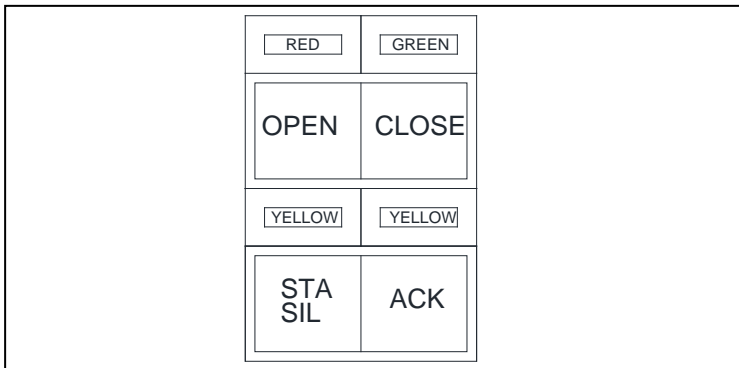 RED GREEN
OPEN CLOSE
YELLOW YELLOW
STA
SIL
ACK